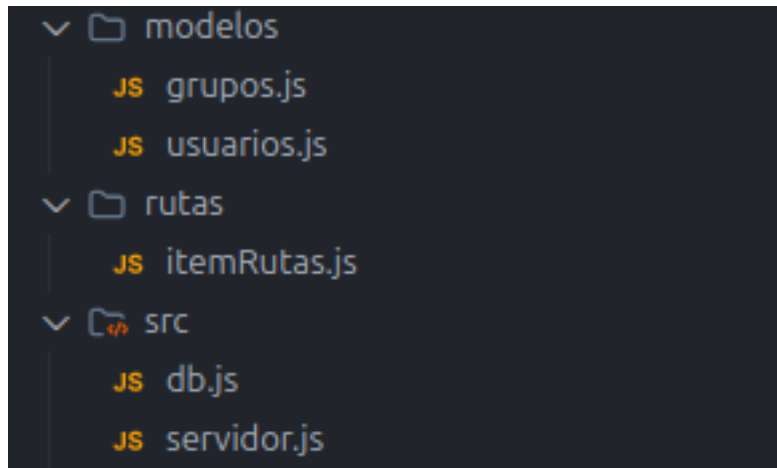 modelos
JS grupos.js
JS usuarios.js
rutas
JS itemRutas.js
src
JS db.js
JS servidor.js